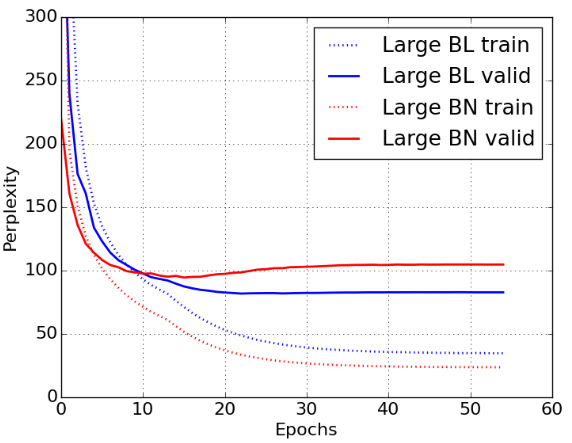 300
250
200
150
100
50
0
Perplexity
Large BL train
Large BL valid
Large BN train
Large BN valid
0 10 20 30 40 50 60
Epochs